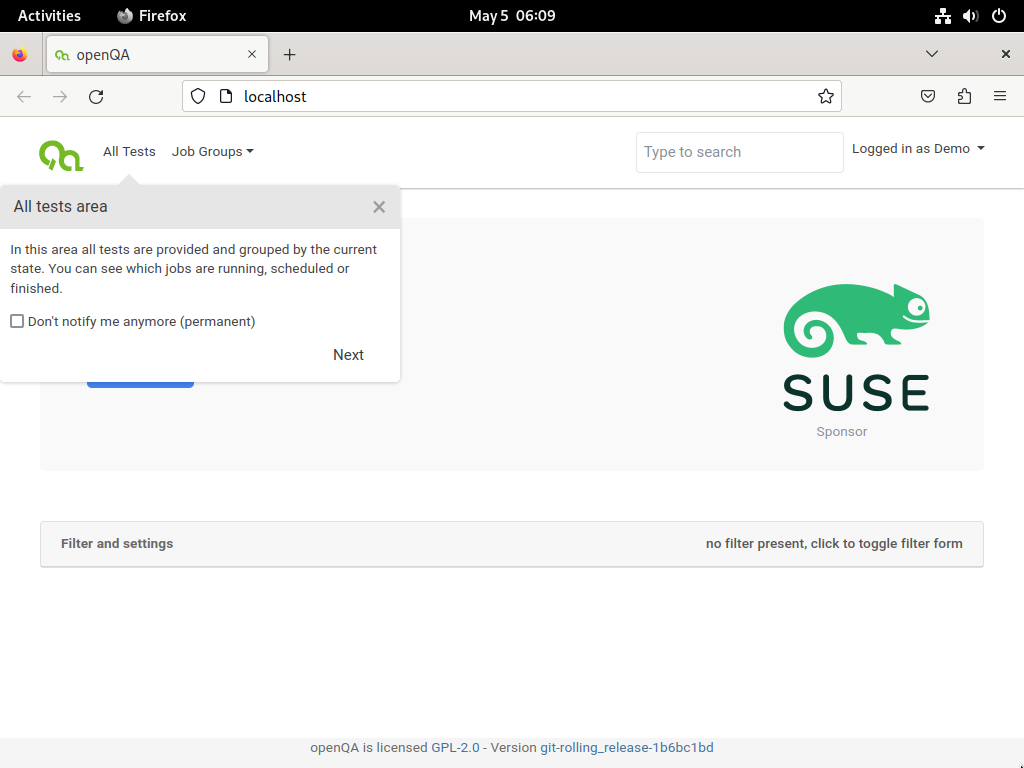 Activities Firefox May 5 06:09
openQA
localhost
All Tests Job Groups Type to search Logged in as Demo
All tests area
In this area all tests are provided and grouped by the current
state. You can see which jobs are running, scheduled or
finished.
Don't notify me anymore (permanent)
Next
SUSE
Sponsor
Filter and settings no filter present, click to toggle filter form
openQA is licensed GPL-2.0 - Version git-rolling_release-1b6bc1bd